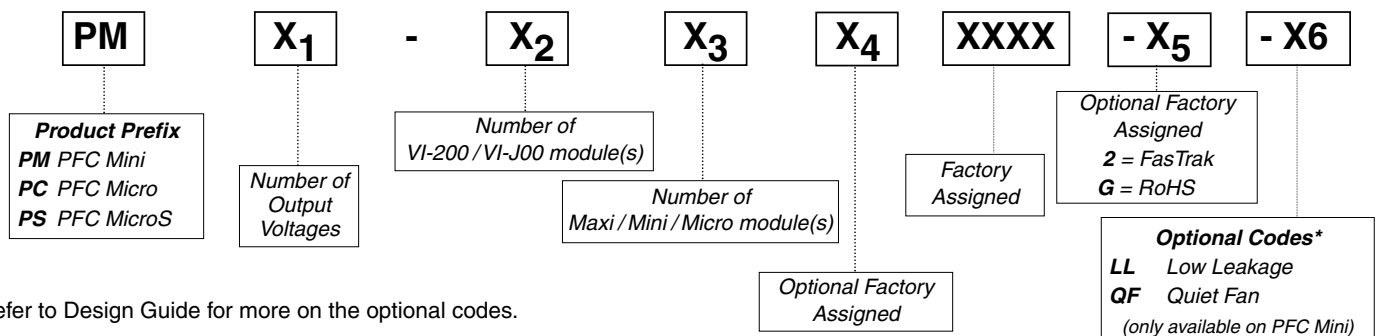 PM X1 - X2 X3 X4 XXXX - X5 - X6
Product Prefix
PM PFC Mini
PC PFC Micro
PS PFC MicroS
Number of
Output
Voltages
Number of
VI-200 / VI-J00 module(s)
Number of
Maxi / Mini / Micro module(s)
Optional Factory
Assigned
Factory
Assigned
Optional Factory
Assigned
2 = FasTrak
G = RoHS
Optional Codes*
LL Low Leakage
QF Quiet Fan
(only available on PFC Mini)
efer to Design Guide for more on the optional codes.